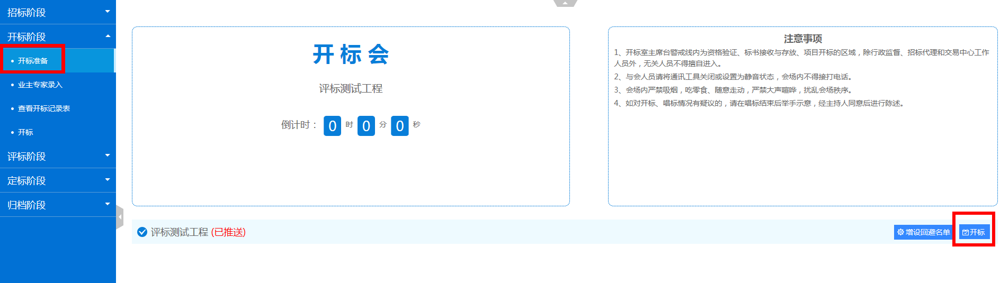 招标阶段
开标阶段
开标准备
业主专家录入
查看开标记录表
开标
评标阶段
定标阶段
归档阶段
开标会
评标测试工程
倒计时： 0 时 0 分 0 秒
注意事项
1、开标室主席台警戒线内为资格验证、标书接收与存放、项目开标的区域，除行政监督、招标代理和交易中心工作
人员外，无关人员不得擅自进入。
2、与会人员请将通讯工具关闭或设置为静音状态，会场内不得接打电话。
3、会场内严禁吸烟，吃零食、随意走动，严禁大声喧哗，扰乱会场秩序。
4、如对开标、唱标情况有疑议的，请在唱标结束后举手示意，经主持人同意后进行陈述。
评标测试工程 (已推送)
增设回避名单
开标